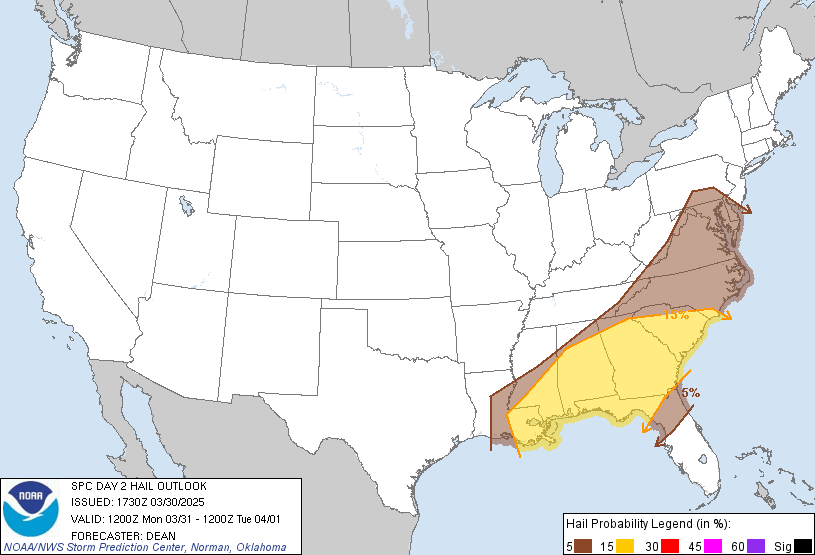 15%
5%
NOAA
SPC DAY 2 HAIL OUTLOOK
ISSUED: 1730Z 03/30/2025
VALID: 1200Z Mon 03/31 - 1200Z Tue 04/01
FORECASTER: DEAN
NOAA/NWS Storm Prediction Center, Norman, Oklahoma
Hail Probability Legend (in %):
5 15 30 45 60 Sig